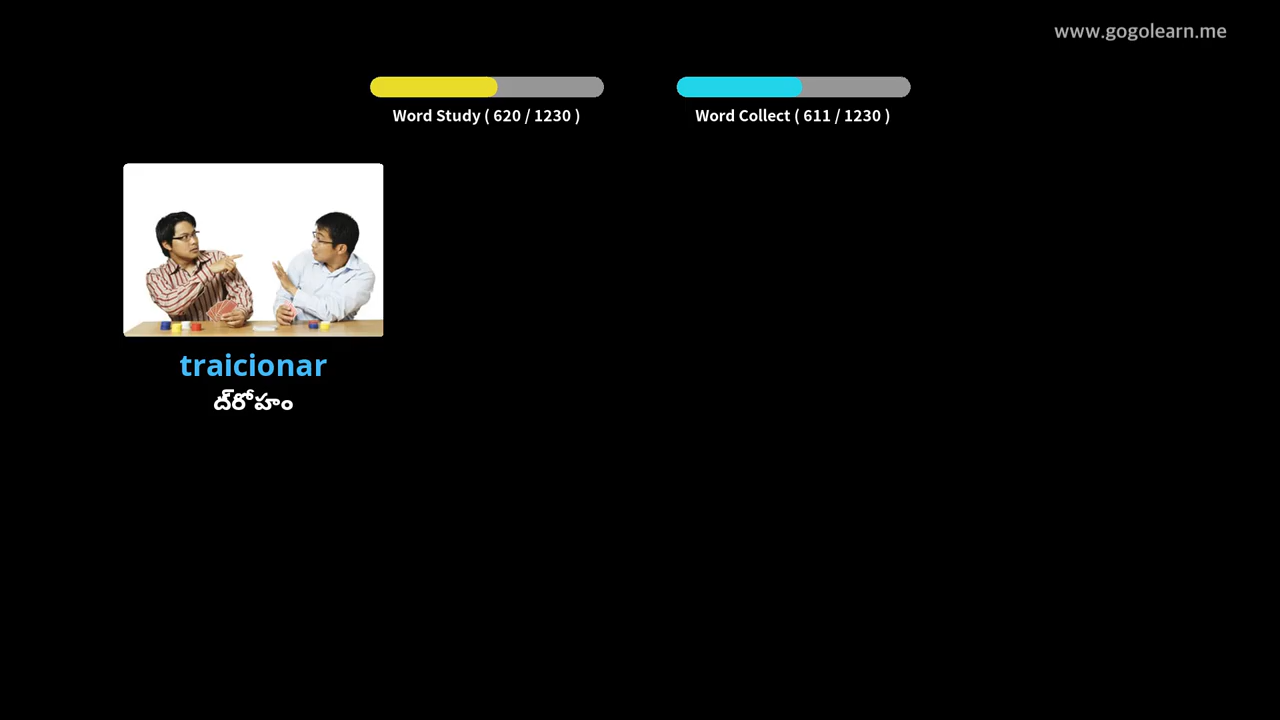 www.gogolearn.me
Word Study ( 620 / 1230 )
Word Collect ( 611 / 1230 )
traicionar
ద్‌రోహం